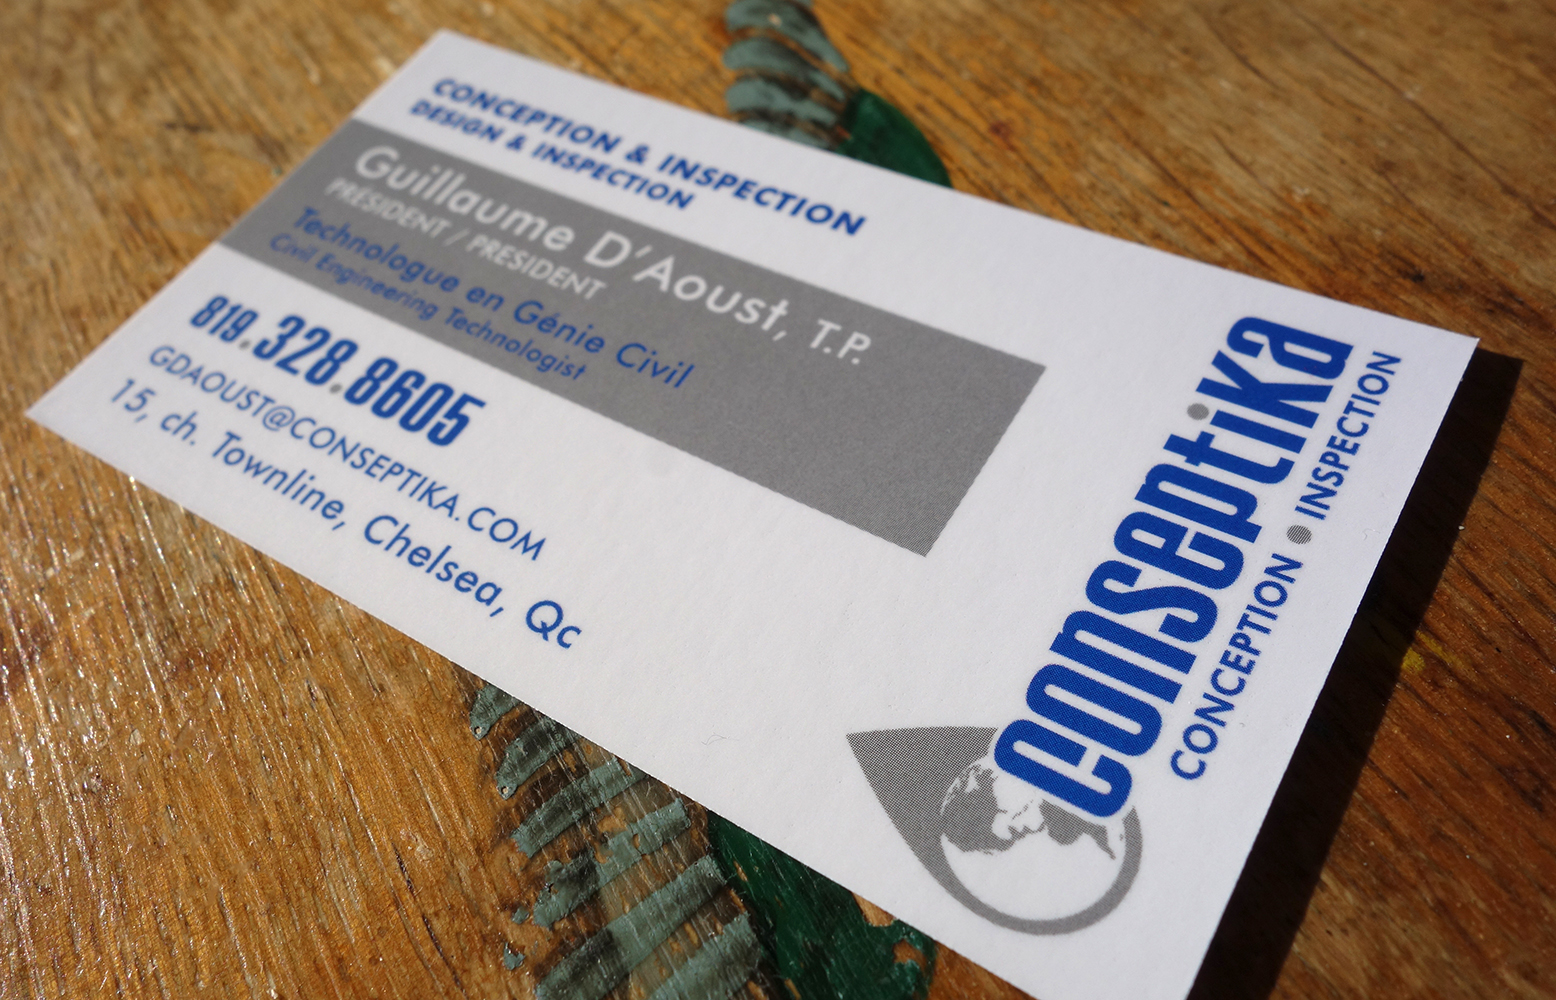 CONCEPTION & INSPECTION
DESIGN & INSPECTION
Guillaume D'Aoust, T.P.
PRÉSIDENT / PRESIDENT
Technologue en Génie Civil
Civil Engineering Technologist
819.328.8605
GDAOUST@CONSEPTIKA.COM
15, ch. Townline, Chelsea, Qc
conseptika
CONCEPTION • INSPECTION